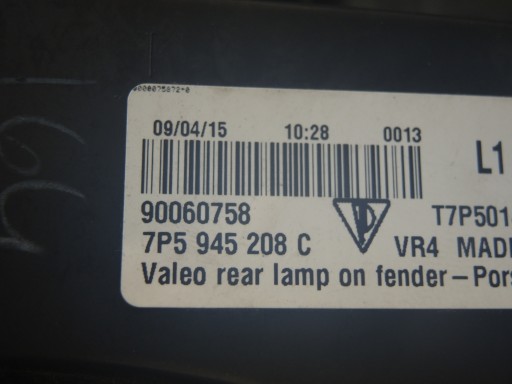 09/04/15 10:28 0013
L1
90060758 T7P501
7P5 945 208 C VR4 MADE
Valeo rear lamp on fender – Pors